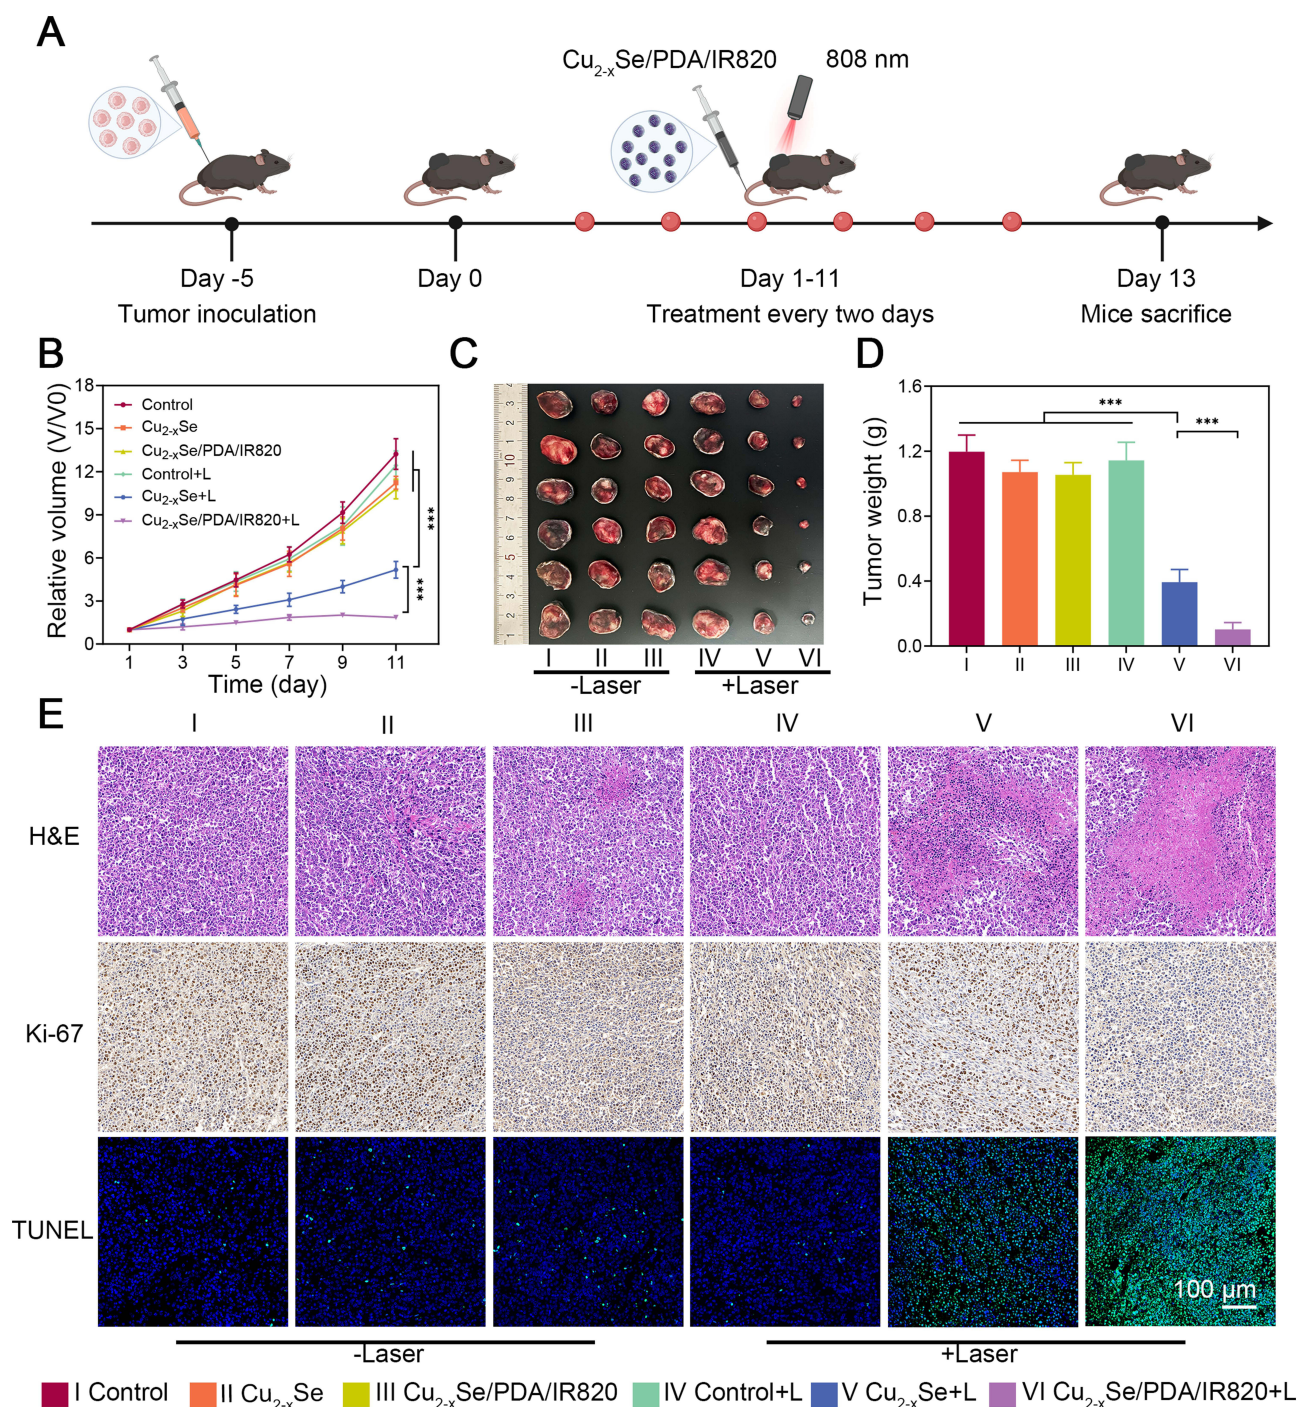 A
Cu2-xSe/PDA/IR820
808 nm
Day -5
Day 0
Day 1-11
Day 13
Tumor inoculation
Treatment every two days
Mice sacrifice
B
Relative volume (V/V0)
18
15
12
9
6
3
0
Control
Cu2-xSe
Cu2-xSe/PDA/IR820
Control+L
Cu2-xSe+L
Cu2-xSe/PDA/IR820+L
***
***
1 3 5 7 9 11
Time (day)
C
I II III IV V VI
-Laser +Laser
D
Tumor weight (g)
1.6
1.2
0.8
0.4
0.0
***
***
I II III IV V VI
E
I II III IV V VI
H&E
Ki-67
TUNEL
100 μm
-Laser +Laser
I Control II Cu2-xSe III Cu2-xSe/PDA/IR820 IV Control+L V Cu2-xSe+L VI Cu2-xSe/PDA/IR820+L